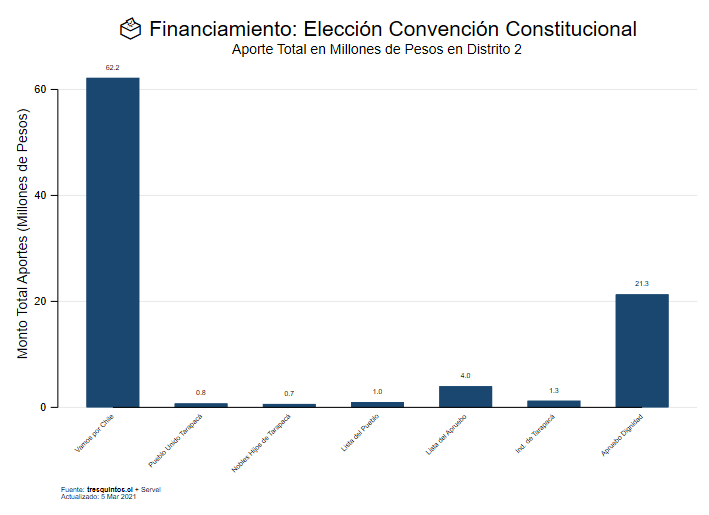 Financiamiento: Elección Convención Constitucional
Aporte Total en Millones de Pesos en Distrito 2
Monto Total Aportes (Millones de Pesos)
60
40
20
0
62.2
0.8
0.7
1.0
4.0
1.3
21.3
Vamos por Chile
Pueblo Unido Tarapacá
Nobles Hijos de Tarapacá
Lista del Pueblo
Lista del Apruebo
Ind. de Tarapacá
Apruebo Dignidad
Fuente: tresquintos.cl + Servel
Actualizado: 5 Mar 2021